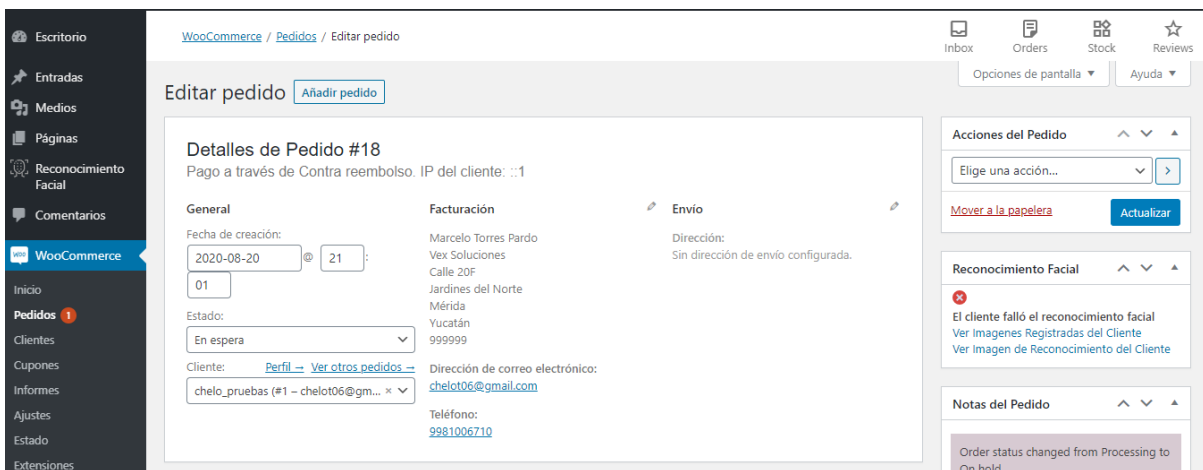 Escritorio
Entradas
Medios
Páginas
Reconocimiento
Facial
Comentarios
WooCommerce
Inicio
Pedidos 1
Clientes
Cupones
Informes
Ajustes
Estado
Extensiones
WooCommerce / Pedidos / Editar pedido
Inbox
Orders
Stock
Reviews
Opciones de pantalla ▼
Ayuda ▼
Editar pedido
Añadir pedido
Detalles de Pedido #18
Pago a través de Contra reembolso. IP del cliente: ::1
General
Fecha de creación:
2020-08-20 @ 21 :
01
Estado:
En espera
Cliente: Perfil → Ver otros pedidos →
chelo_pruebas (#1 – chelot06@gm... ×
Facturación
Marcelo Torres Pardo
Vex Soluciones
Calle 20F
Jardines del Norte
Mérida
Yucatán
999999
Dirección de correo electrónico:
chelot06@gmail.com
Teléfono:
9981006710
Envío
Dirección:
Sin dirección de envío configurada.
Acciones del Pedido
Elige una acción...
Mover a la papelera
Actualizar
Reconocimiento Facial
El cliente falló el reconocimiento facial
Ver Imagenes Registradas del Cliente
Ver Imagen de Reconocimiento del Cliente
Notas del Pedido
Order status changed from Processing to
On hold